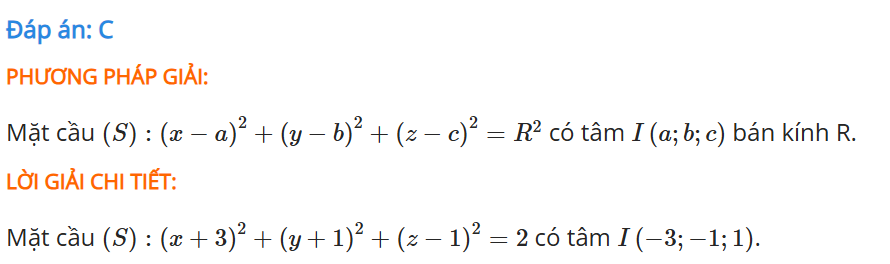 Đáp án: C
PHƯƠNG PHÁP GIẢI:
Mặt cầu (S) : (x − a)² + (y − b)² + (z − c)² = R² có tâm I (a; b; c) bán kính R.
LỜI GIẢI CHI TIẾT:
Mặt cầu (S) : (x + 3)² + (y + 1)² + (z − 1)² = 2 có tâm I (−3; −1; 1).